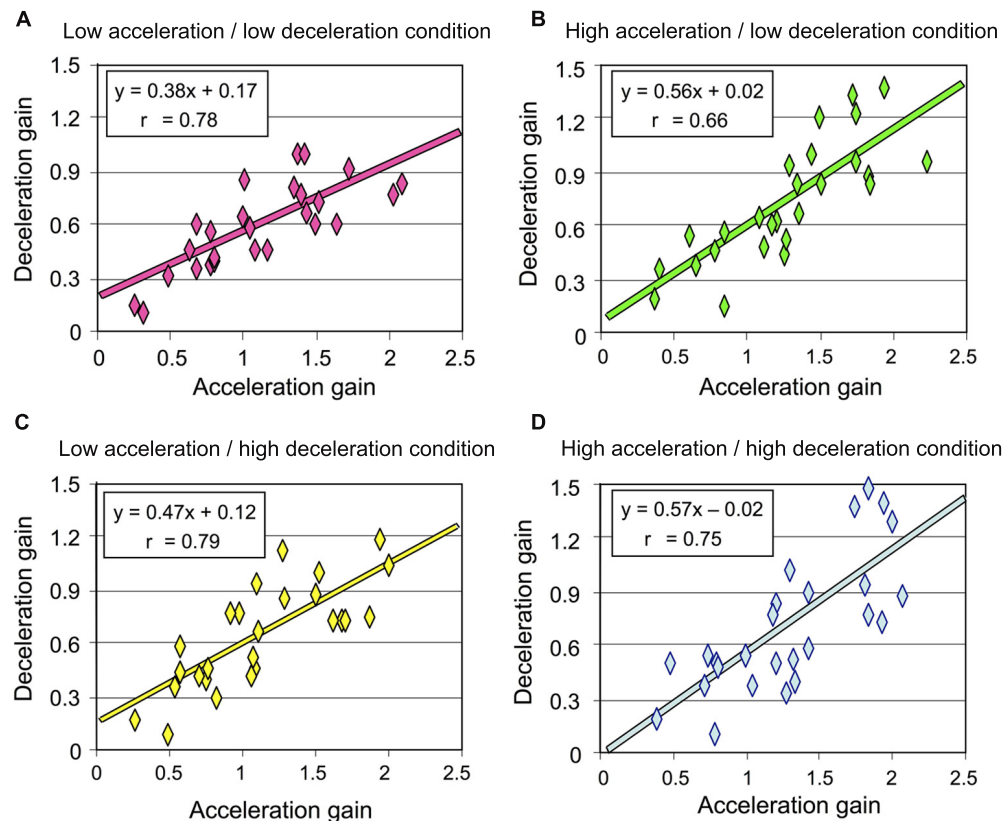 A
Low acceleration / low deceleration condition
1.5
1.2
0.9
0.6
0.3
0
Deceleration gain
y = 0.38x + 0.17
r = 0.78
0 0.5 1 1.5 2 2.5
Acceleration gain
B
High acceleration / low deceleration condition
1.5
1.2
0.9
0.6
0.3
0
Deceleration gain
y = 0.56x + 0.02
r = 0.66
0 0.5 1 1.5 2 2.5
Acceleration gain
C
Low acceleration / high deceleration condition
1.5
1.2
0.9
0.6
0.3
0
Deceleration gain
y = 0.47x + 0.12
r = 0.79
0 0.5 1 1.5 2 2.5
Acceleration gain
D
High acceleration / high deceleration condition
1.5
1.2
0.9
0.6
0.3
0
Deceleration gain
y = 0.57x – 0.02
r = 0.75
0 0.5 1 1.5 2 2.5
Acceleration gain